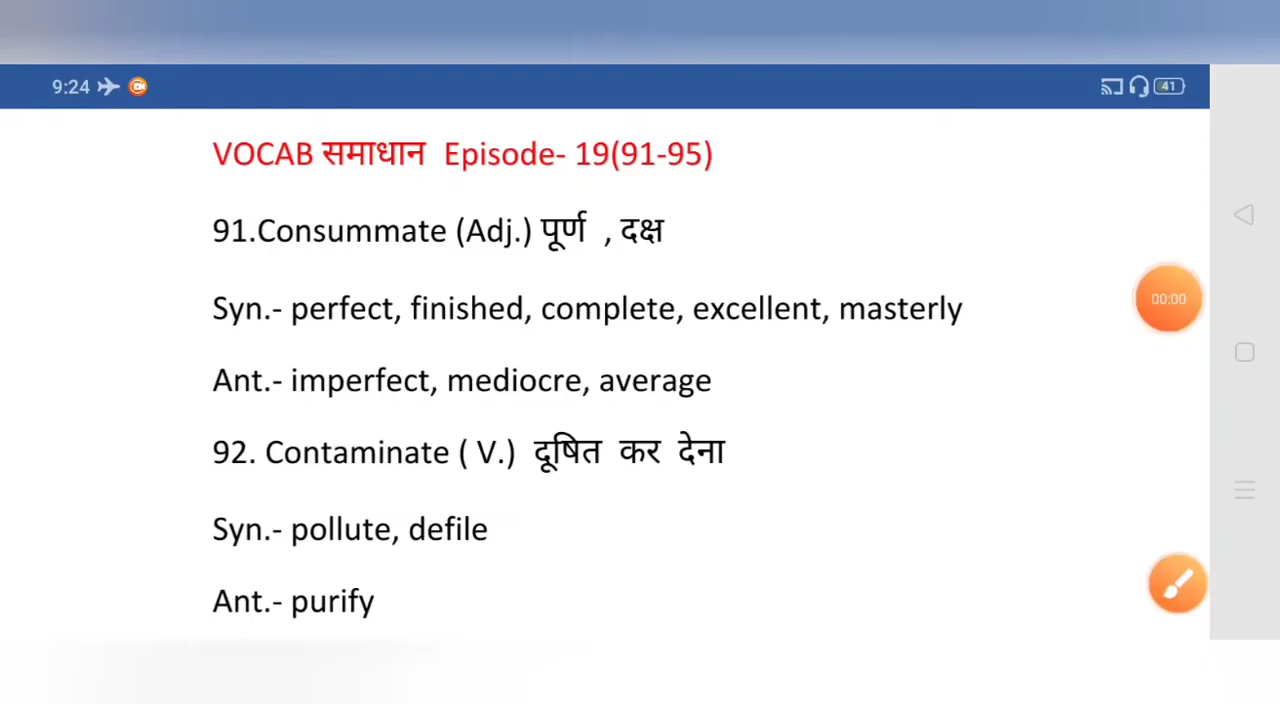 9:24
41
VOCAB समाधान Episode- 19(91-95)
91.Consummate (Adj.) पूर्ण , दक्ष
00:00
Syn.- perfect, finished, complete, excellent, masterly
Ant.- imperfect, mediocre, average
92. Contaminate ( V.) दूषित कर देना
Syn.- pollute, defile
Ant.- purify